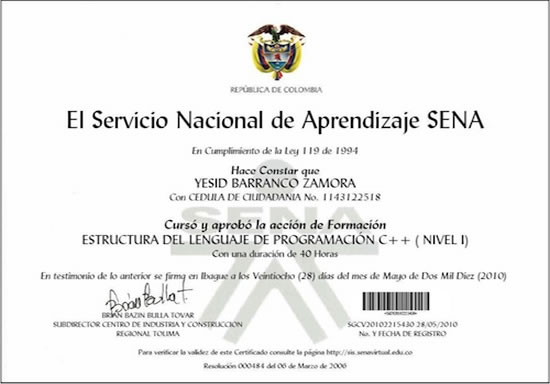 REPÚBLICA DE COLOMBIA
El Servicio Nacional de Aprendizaje SENA
En Cumplimiento de la Ley 119 de 1994
Hace Constar que
YESID BARRANCO ZAMORA
Con CEDULA DE CIUDADANIA No. 1143122518
SENA
Cursó y aprobó la acción de Formación
ESTRUCTURA DEL LENGUAJE DE PROGRAMACIÓN C++ ( NIVEL I)
Con una duración de 40 Horas
En testimonio de lo anterior se firma en Ibague a los Veintiocho (28) días del mes de Mayo de Dos Mil Diez (2010)
BRIAN BAZIN BULLA TOVAR
SUBDIRECTOR CENTRO DE INDUSTRIA Y CONSTRUCCION
REGIONAL TOLIMA
SGCV20102215430 28/05/2010
No. Y FECHA DE REGISTRO
Para verificar la validez de este Certificado consulte la página http://sis.senavirtual.edu.co
Resolución 000484 del 06 de Marzo de 2006